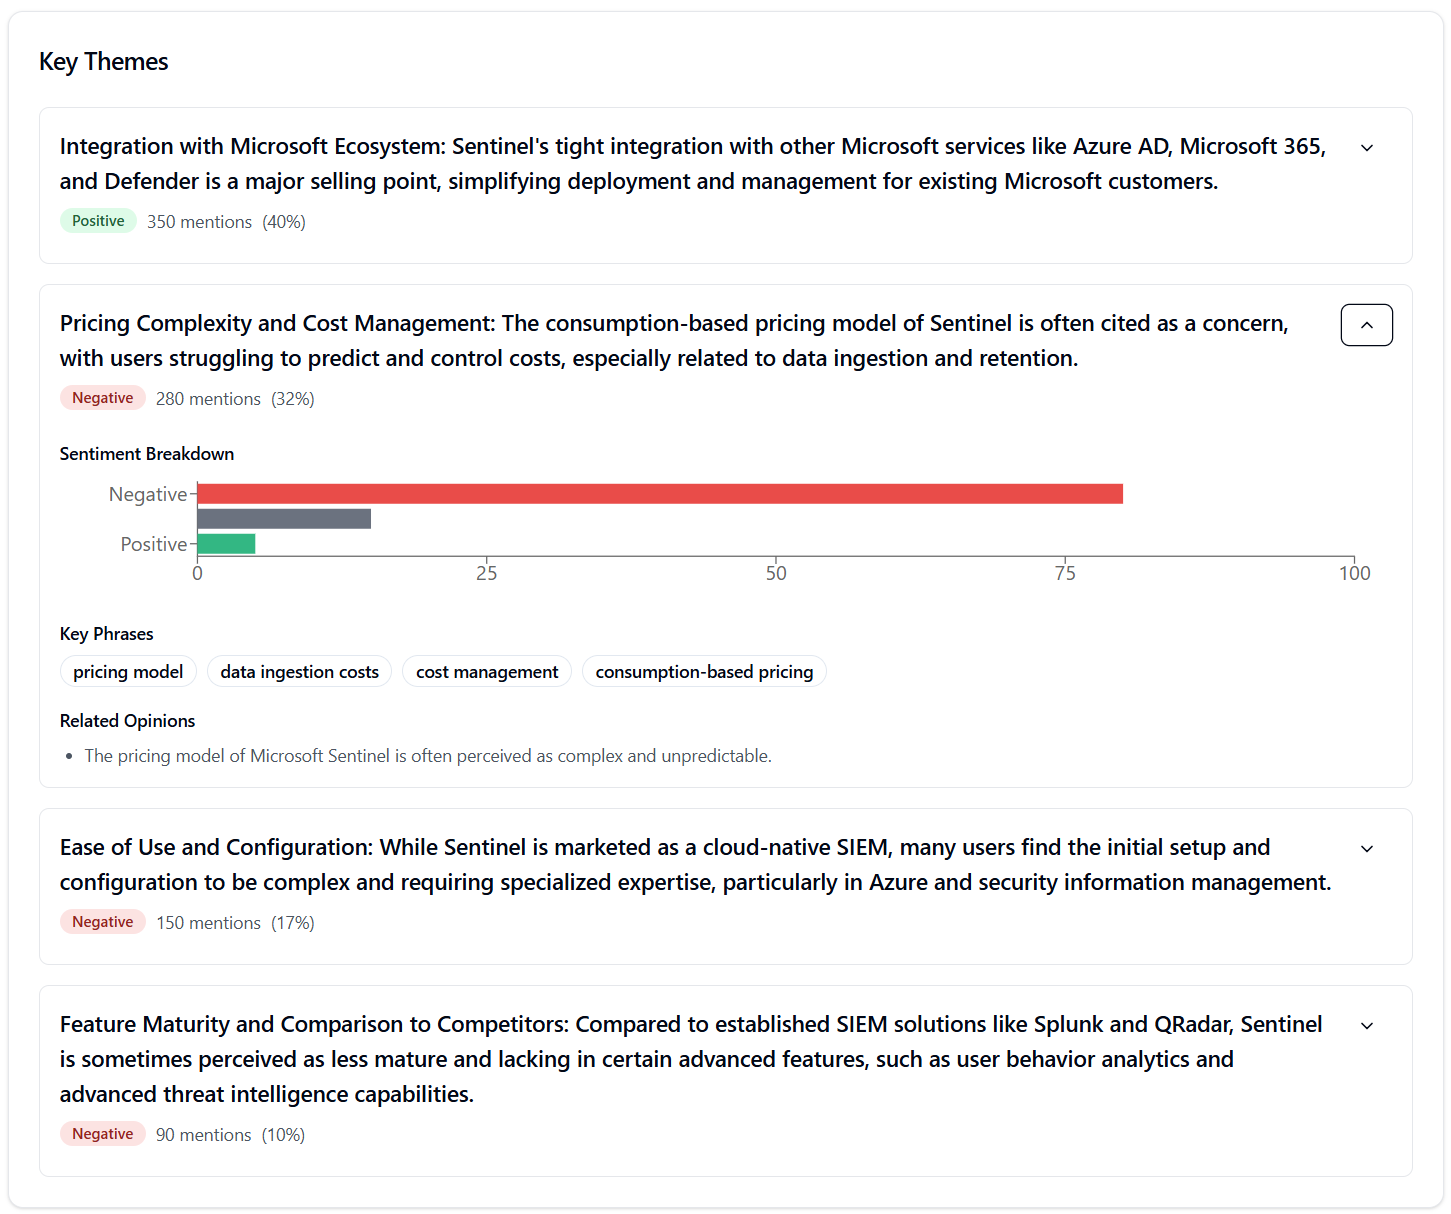 Key Themes
Integration with Microsoft Ecosystem: Sentinel's tight integration with other Microsoft services like Azure AD, Microsoft 365,
and Defender is a major selling point, simplifying deployment and management for existing Microsoft customers.
Positive 350 mentions (40%)
Pricing Complexity and Cost Management: The consumption-based pricing model of Sentinel is often cited as a concern,
with users struggling to predict and control costs, especially related to data ingestion and retention.
Negative 280 mentions (32%)
Sentiment Breakdown
Negative
Positive
0 25 50 75 100
Key Phrases
pricing model data ingestion costs cost management consumption-based pricing
Related Opinions
• The pricing model of Microsoft Sentinel is often perceived as complex and unpredictable.
Ease of Use and Configuration: While Sentinel is marketed as a cloud-native SIEM, many users find the initial setup and
configuration to be complex and requiring specialized expertise, particularly in Azure and security information management.
Negative 150 mentions (17%)
Feature Maturity and Comparison to Competitors: Compared to established SIEM solutions like Splunk and QRadar, Sentinel
is sometimes perceived as less mature and lacking in certain advanced features, such as user behavior analytics and
advanced threat intelligence capabilities.
Negative 90 mentions (10%)